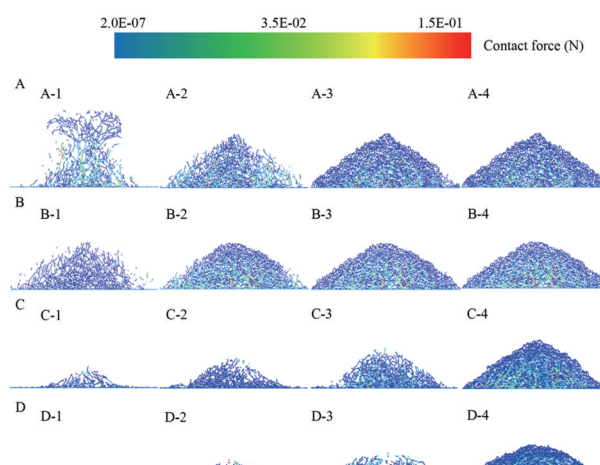 2.0E-07 3.5E-02 1.5E-01
Contact force (N)
A
A-1 A-2 A-3 A-4
B
B-1 B-2 B-3 B-4
C
C-1 C-2 C-3 C-4
D
D-1 D-2 D-3 D-4